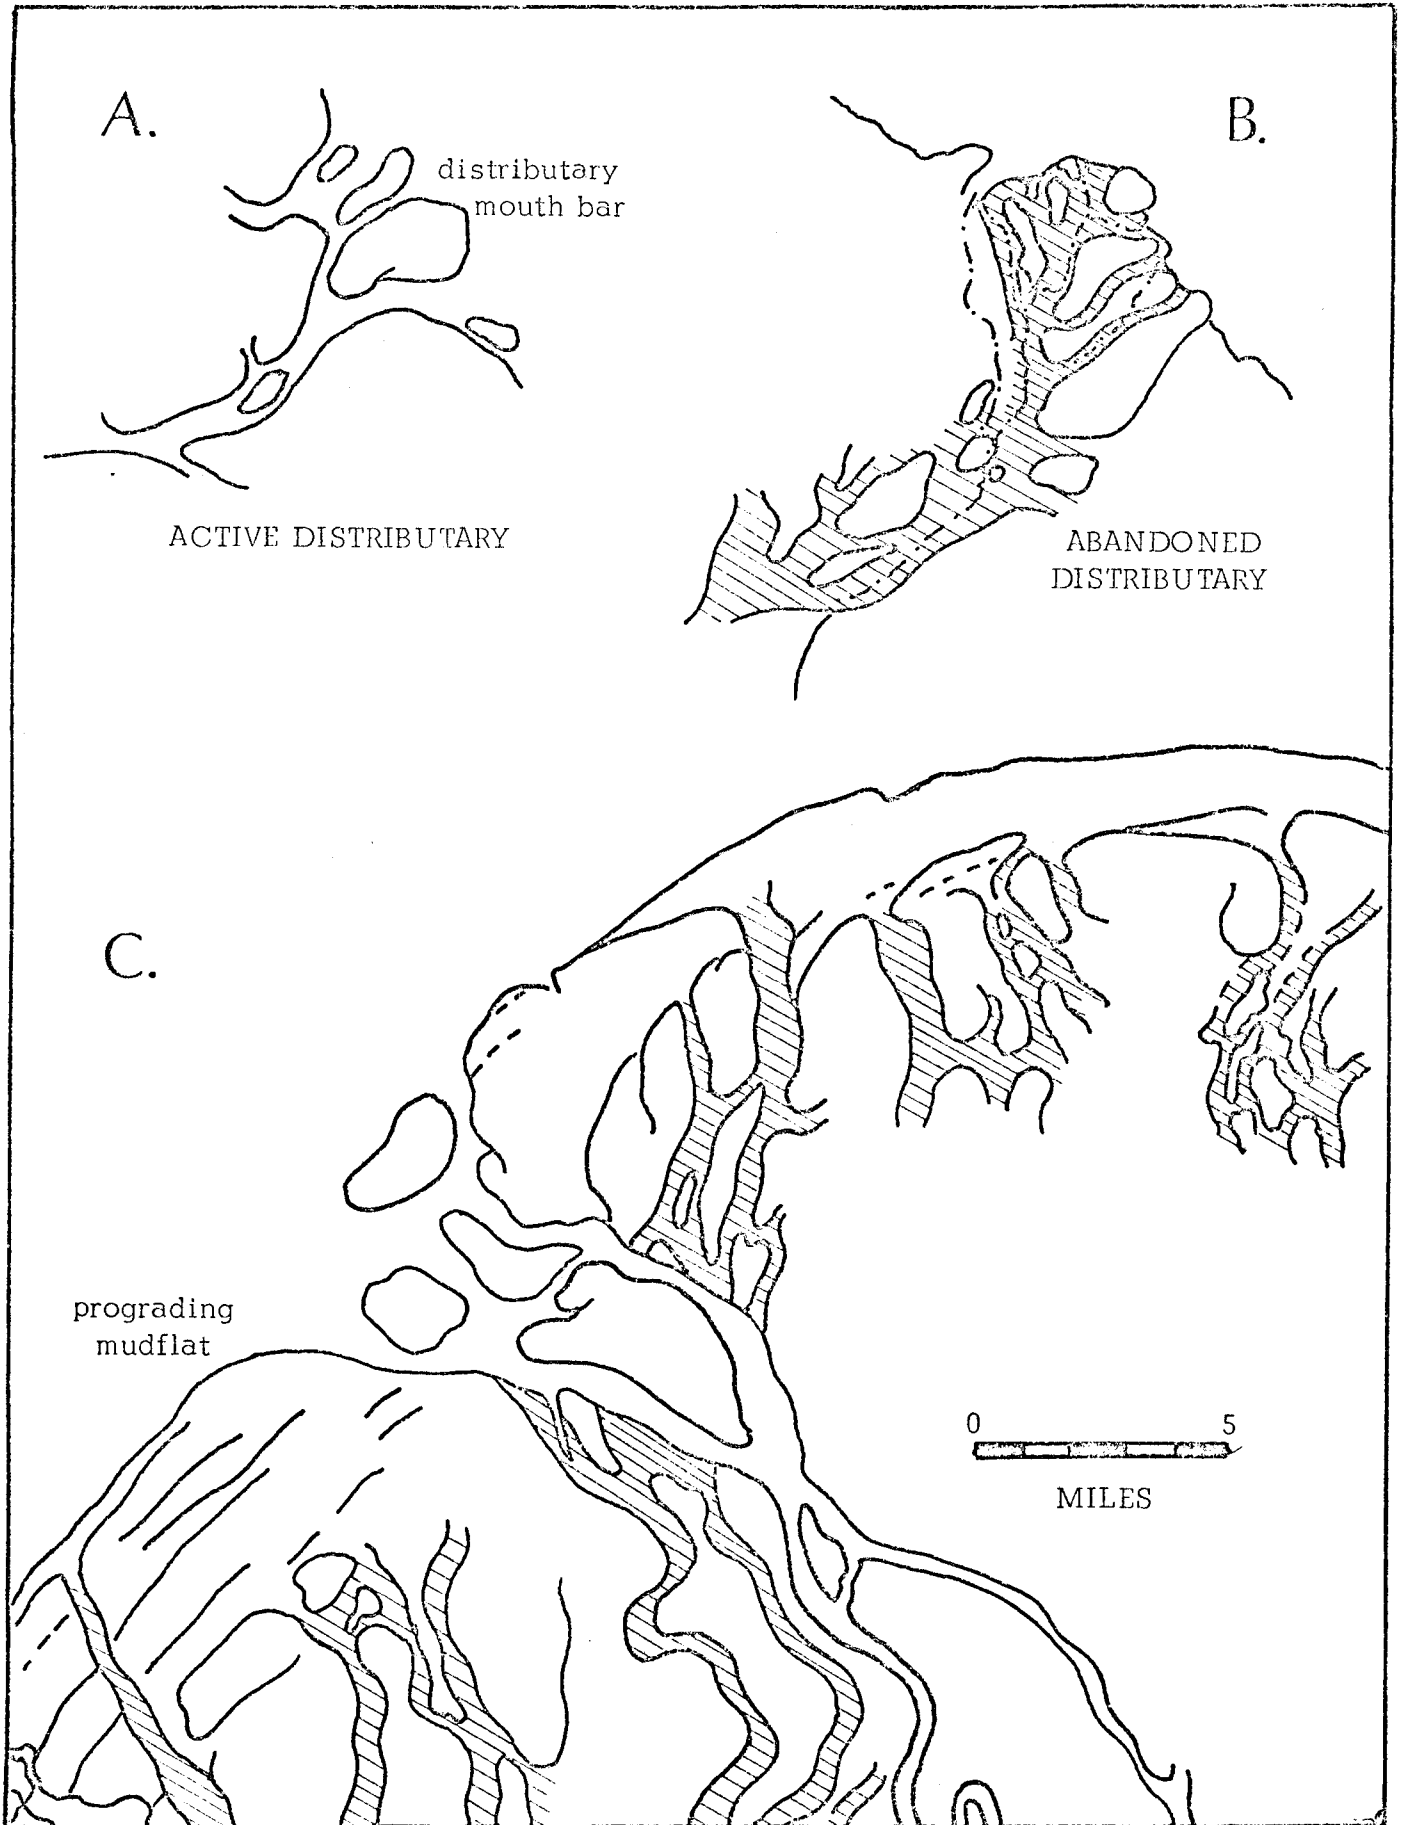 A.
B.
distributary
mouth bar
ACTIVE DISTRIBUTARY
ABANDONED
DISTRIBUTARY
C.
prograding
mudflat
0 5
MILES